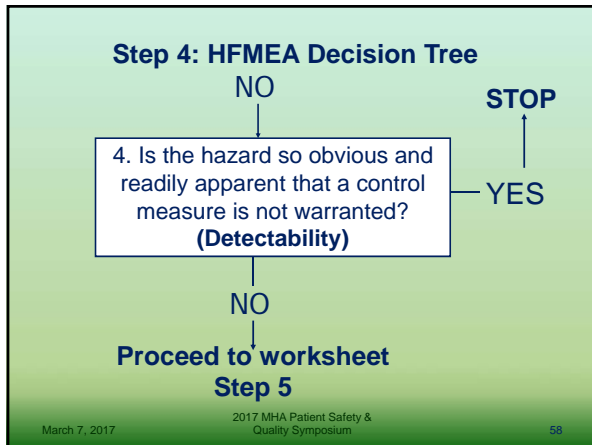 Step 4: HFMEA Decision Tree
NO
STOP
4. Is the hazard so obvious and
readily apparent that a control
measure is not warranted?
(Detectability)
YES
NO
Proceed to worksheet
Step 5
March 7, 2017
2017 MHA Patient Safety &
Quality Symposium
58